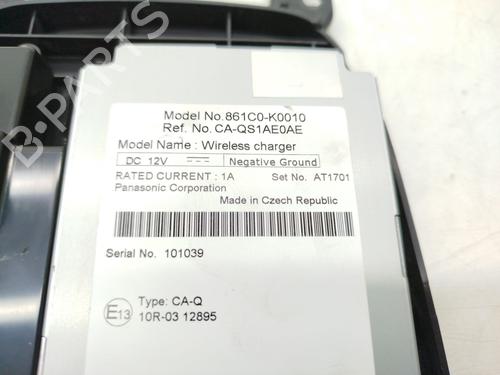 Model No.861C0-K0010
Ref. No.CA-QS1AE0AE
Model Name : Wireless charger
DC 12V Negative Ground
RATED CURRENT : 1A Set No. AT1701
Panasonic Corporation
Made in Czech Republic
Serial No. 101039
E13
Type: CA-Q
10R-03 12895
B-PARTS